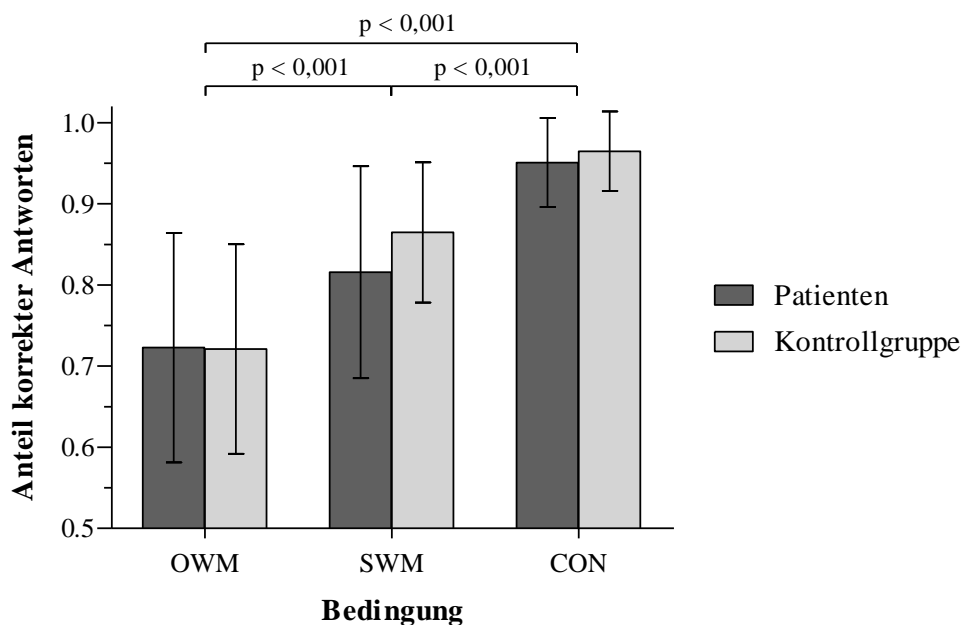 p < 0,001
p < 0,001 p < 0,001
Anteil korrekter Antworten
1.0
0.9
0.8
0.7
0.6
0.5
Patienten
Kontrollgruppe
OWM SWM CON
Bedingung